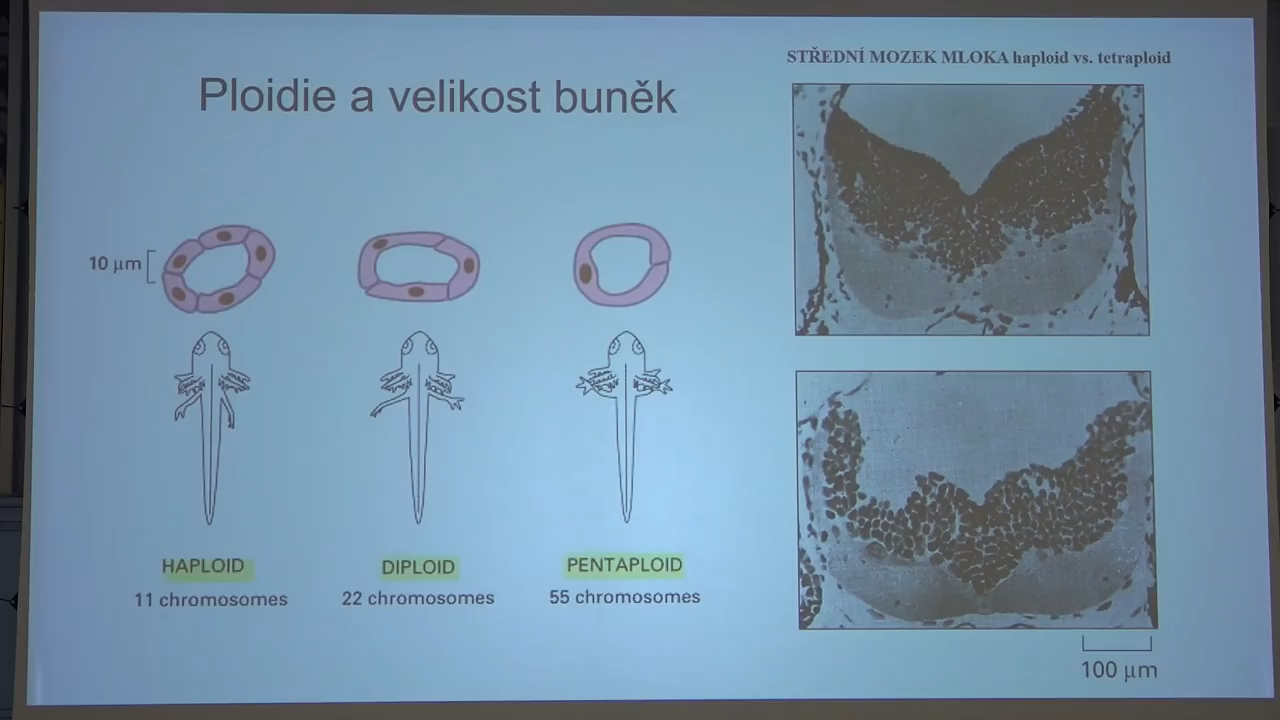 Ploidie a velikost buněk
STŘEDNÍ MOZEK MLOKA haploid vs. tetraploid
10 μm
HAPLOID
11 chromosomes
DIPLOID
22 chromosomes
PENTAPLOID
55 chromosomes
100 μm